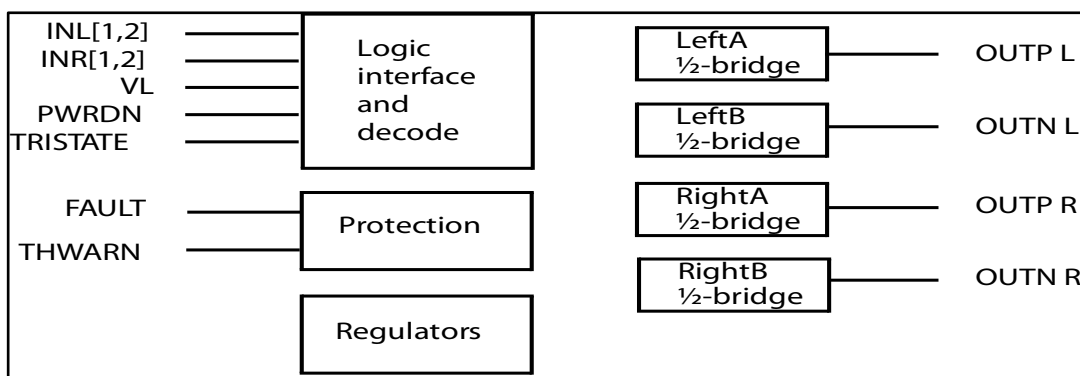 INL[1,2]
INR[1,2]
VL
PWRDN
TRISTATE
FAULT
THWARN
Logic
interface
and
decode
Protection
Regulators
LeftA
½-bridge
LeftB
½-bridge
RightA
½-bridge
RightB
½-bridge
OUTP L
OUTN L
OUTP R
OUTN R